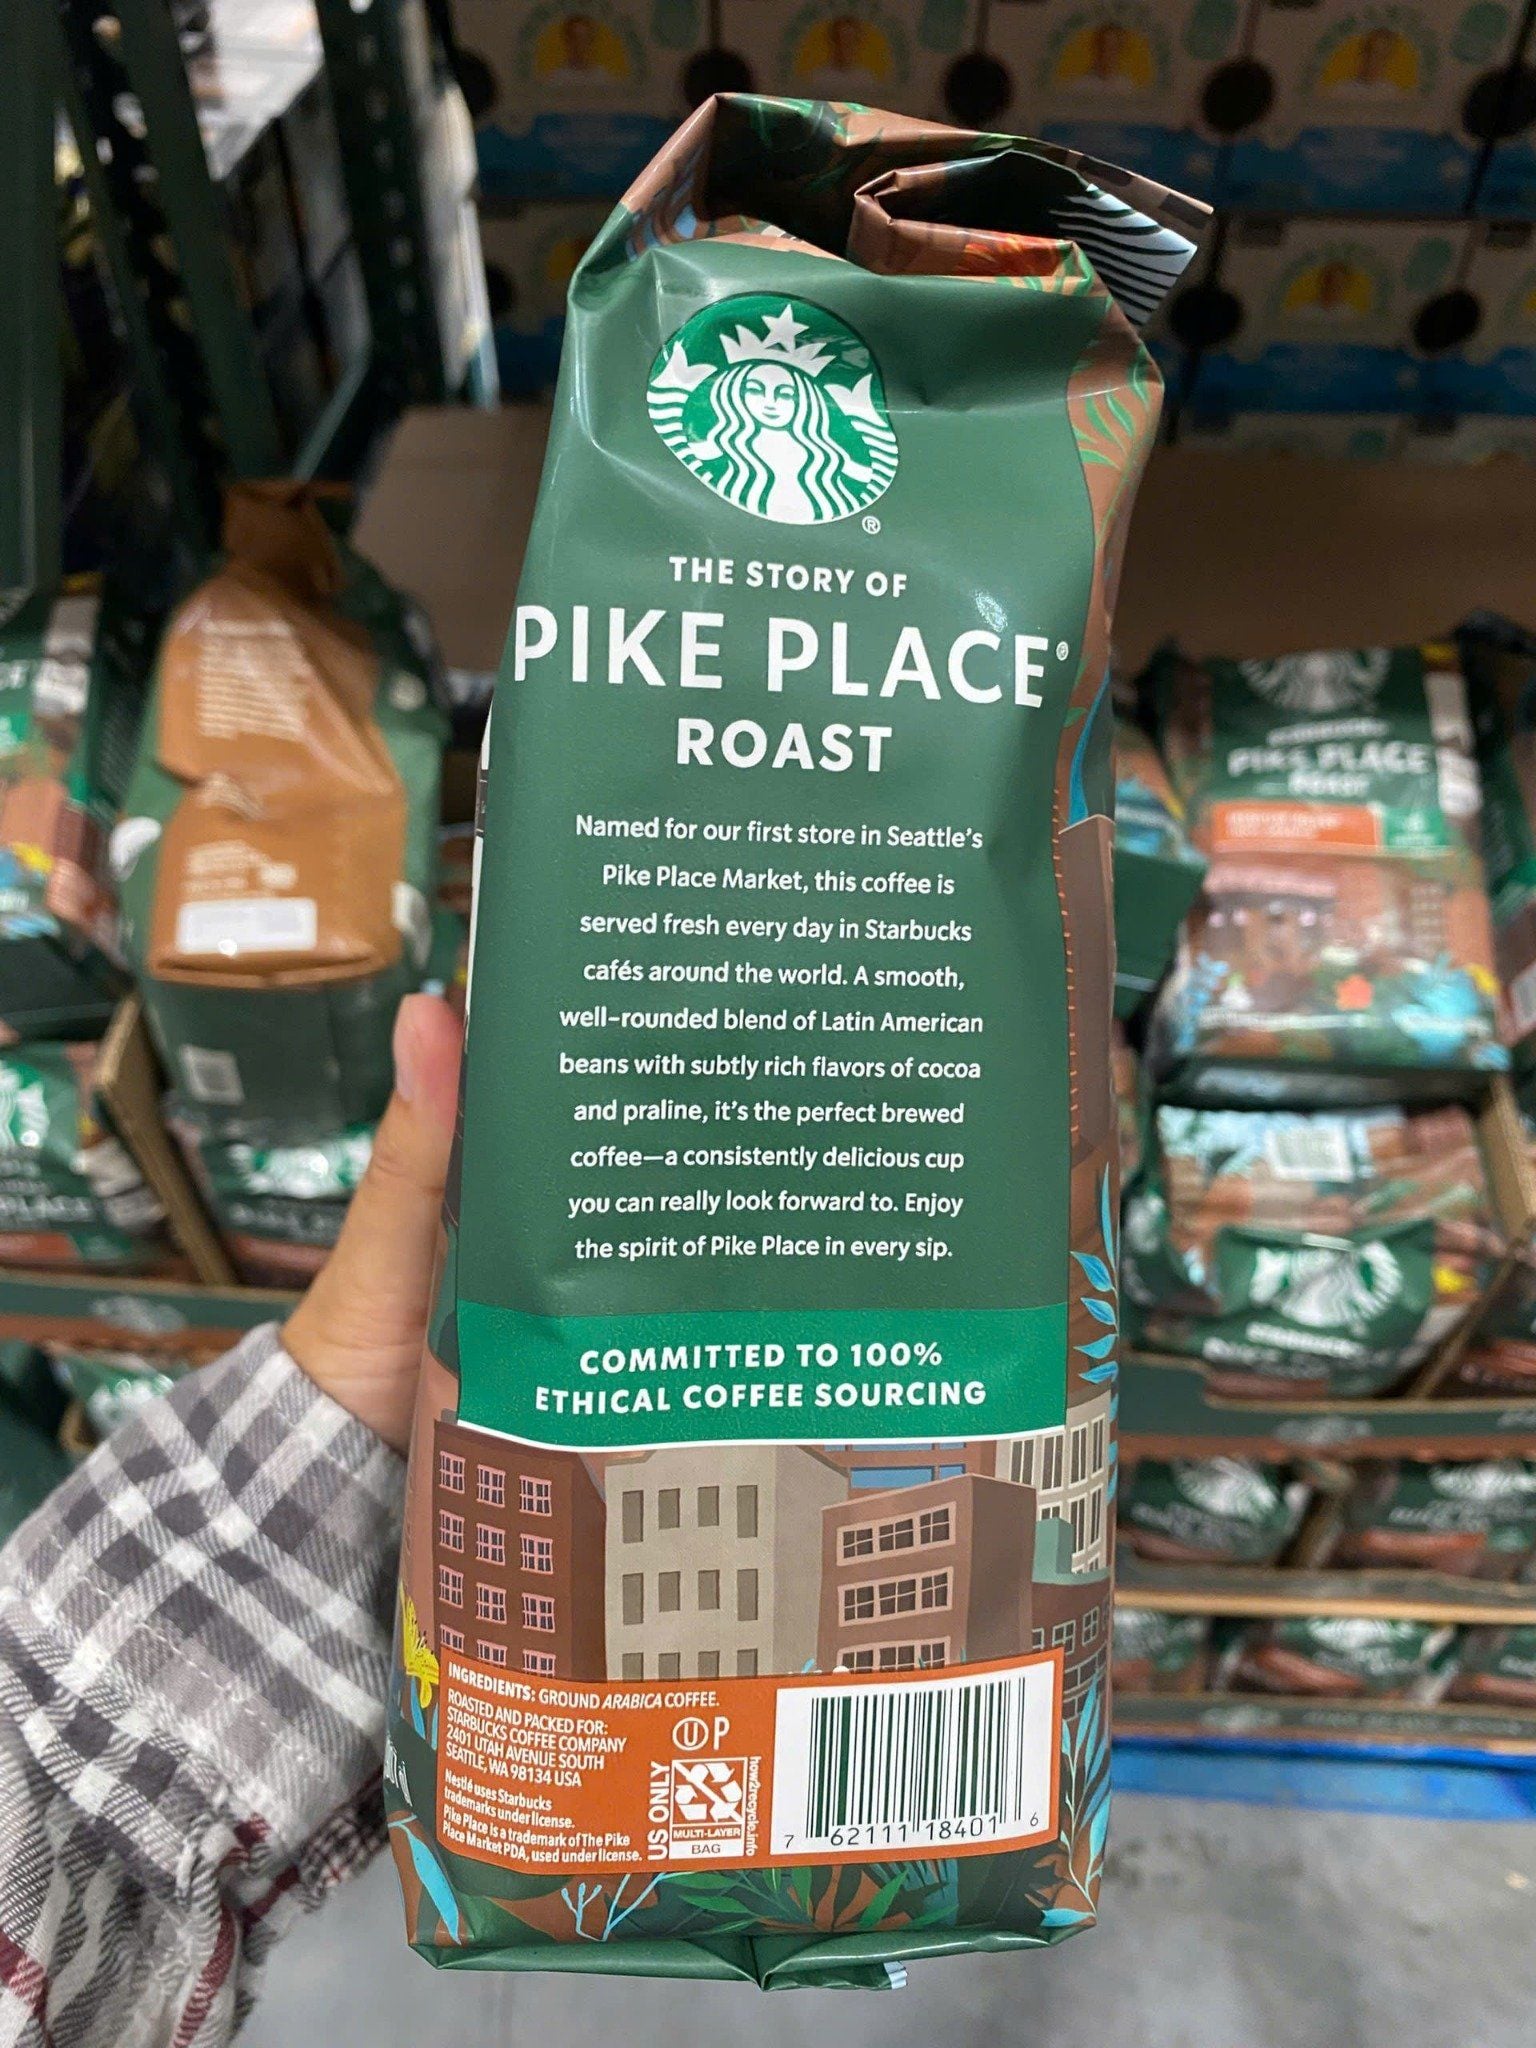 ®
THE STORY OF
PIKE PLACE®
ROAST
Named for our first store in Seattle's
Pike Place Market, this coffee is
served fresh every day in Starbucks
cafés around the world. A smooth,
well-rounded blend of Latin American
beans with subtly rich flavors of cocoa
and praline, it's the perfect brewed
coffee—a consistently delicious cup
you can really look forward to. Enjoy
the spirit of Pike Place in every sip.
COMMITTED TO 100%
ETHICAL COFFEE SOURCING
INGREDIENTS: GROUND ARABICA COFFEE.
ROASTED AND PACKED FOR:
STARBUCKS COFFEE COMPANY
2401 UTAH AVENUE SOUTH
SEATTLE, WA 98134 USA
Nestlé uses Starbucks
trademarks under license.
Pike Place is a trademark of The Pike
Place Market PDA, used under license.
U P
US ONLY
MULTI-LAYER
BAG
how2recycle.info
7 62111 18401 6
PIKE PLACE
ROAST